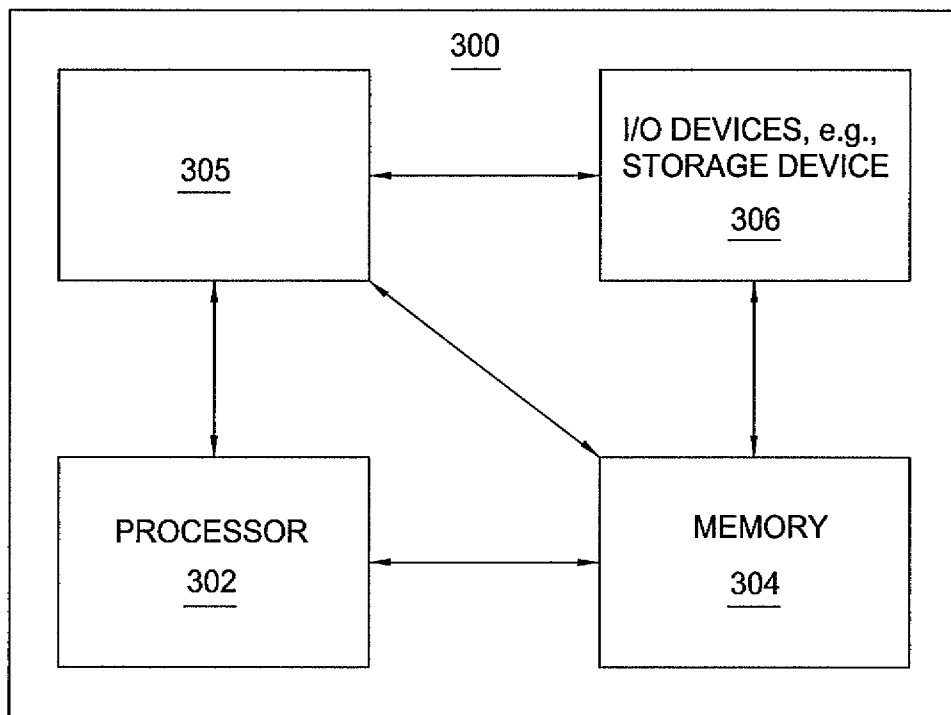 300
305
I/O DEVICES, e.g.,
STORAGE DEVICE
306
PROCESSOR
302
MEMORY
304